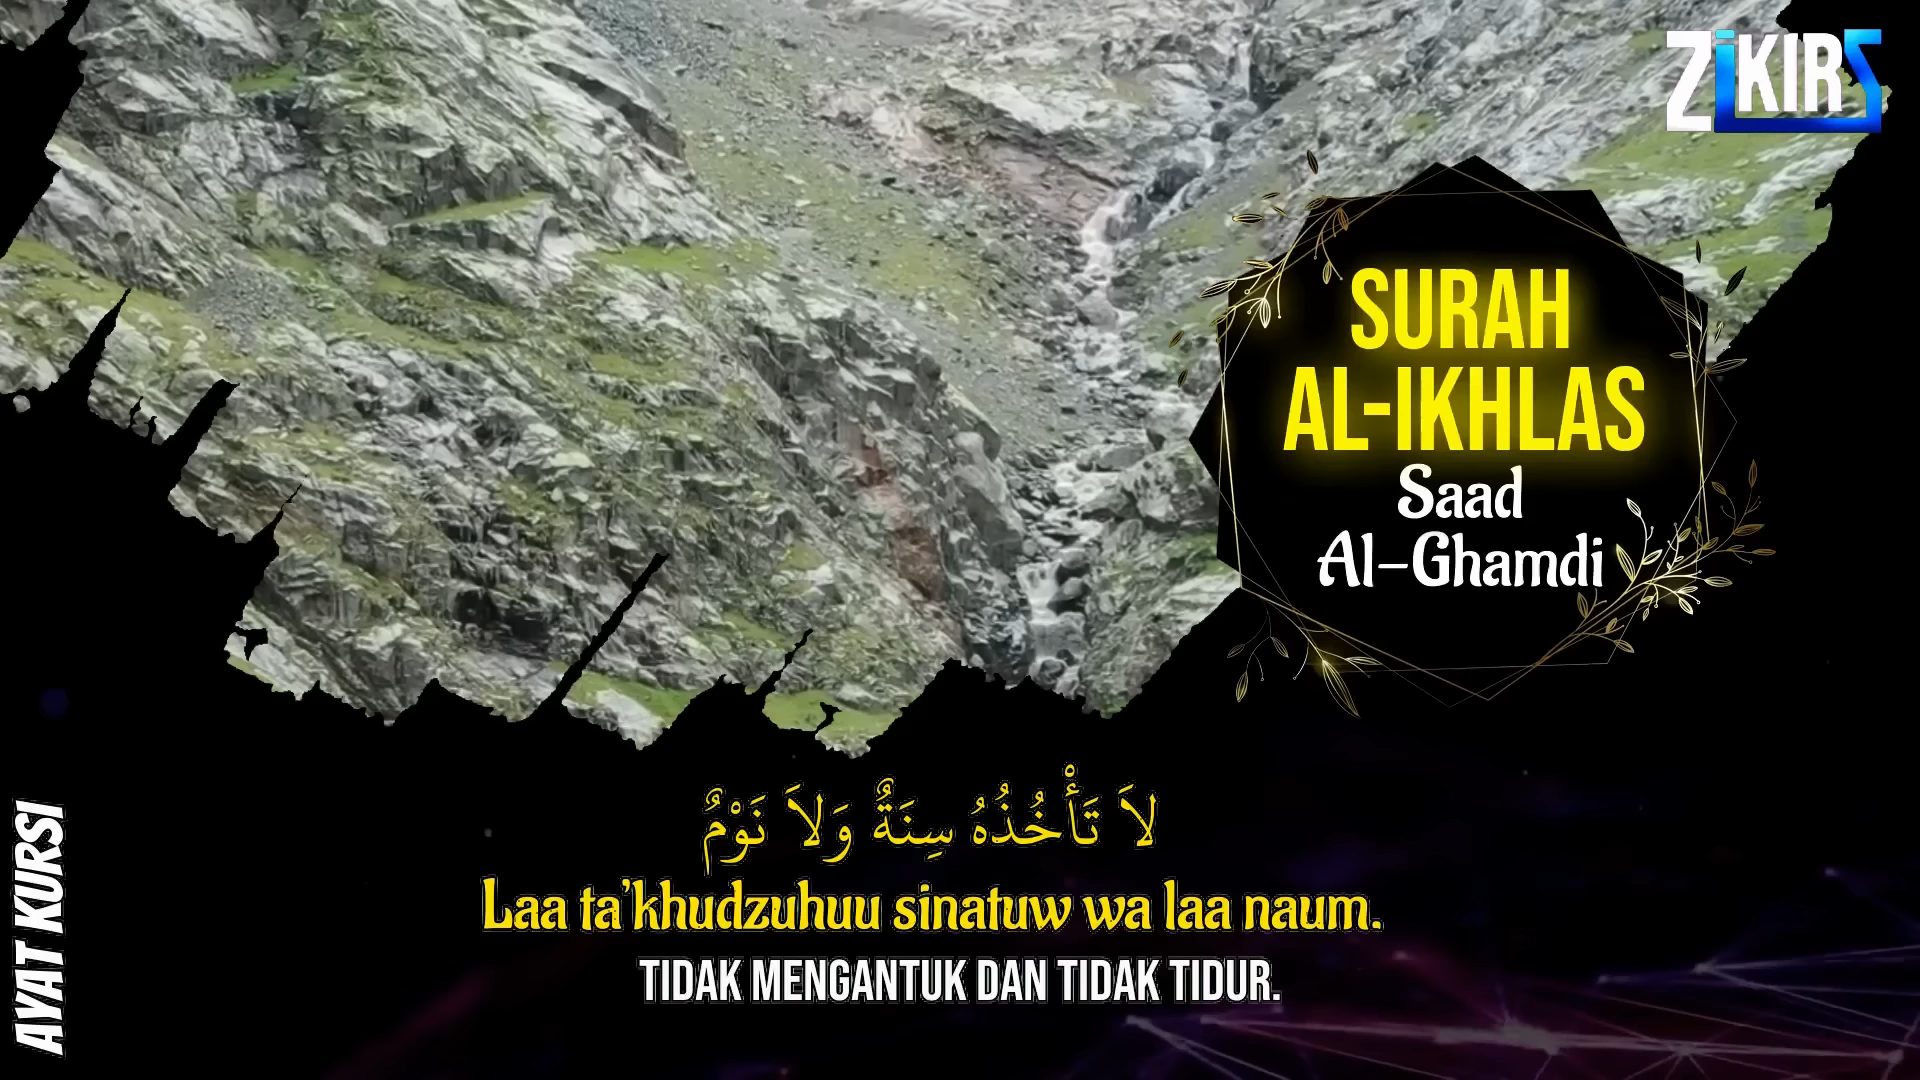 ZiKIRS
SURAH
AL-IKHLAS
Saad
Al-Ghamdi
لاَ تَأْخُذُهُ سِنَةٌ وَلاَ نَوْمٌ
Laa ta'khudzuhuu sinatuw wa laa naum.
TIDAK MENGANTUK DAN TIDAK TIDUR.
AYAT KURSI